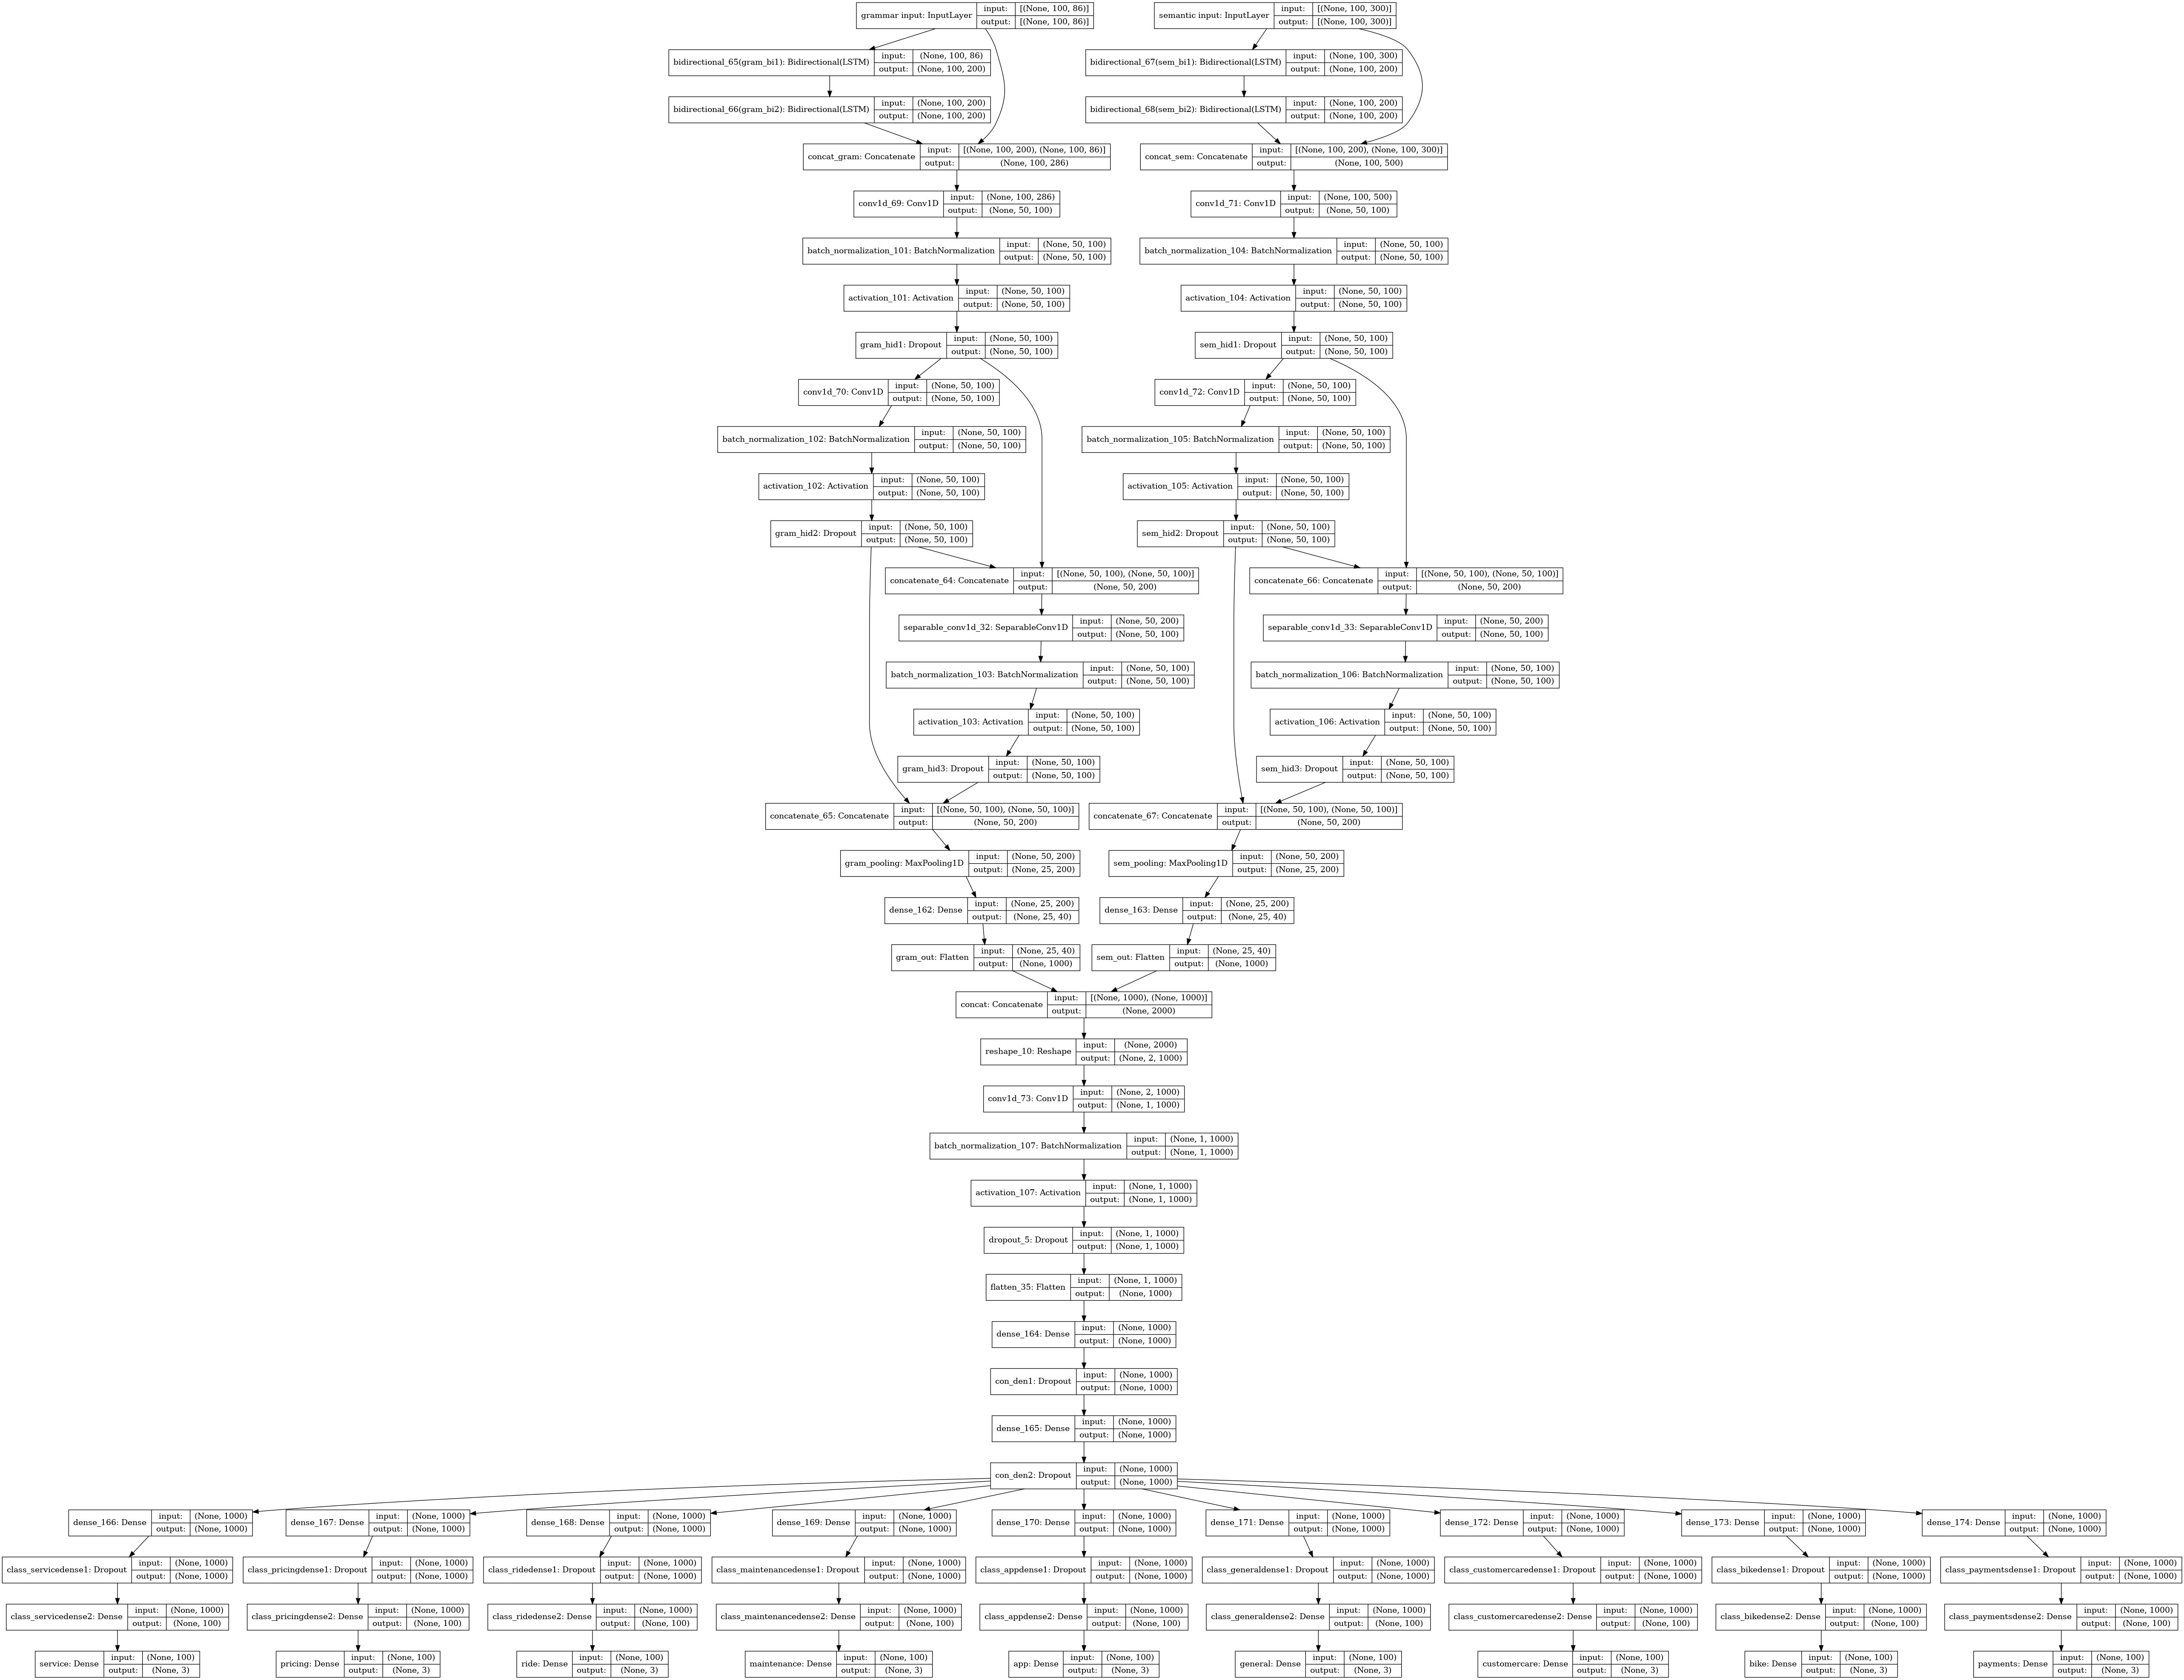 grammar input: InputLayer input: [(None, 100, 86)]
output: [(None, 100, 86)]
semantic input: InputLayer input: [(None, 100, 300)]
output: [(None, 100, 300)]
bidirectional_65(gram_bi1): Bidirectional(LSTM) input: (None, 100, 86)
output: (None, 100, 200)
bidirectional_67(sem_bi1): Bidirectional(LSTM) input: (None, 100, 300)
output: (None, 100, 200)
bidirectional_66(gram_bi2): Bidirectional(LSTM) input: (None, 100, 200)
output: (None, 100, 200)
bidirectional_68(sem_bi2): Bidirectional(LSTM) input: (None, 100, 200)
output: (None, 100, 200)
concat_gram: Concatenate input: [(None, 100, 200), (None, 100, 86)]
output: (None, 100, 286)
concat_sem: Concatenate input: [(None, 100, 200), (None, 100, 300)]
output: (None, 100, 500)
conv1d_69: Conv1D input: (None, 100, 286)
output: (None, 50, 100)
conv1d_71: Conv1D input: (None, 100, 500)
output: (None, 50, 100)
batch_normalization_101: BatchNormalization input: (None, 50, 100)
output: (None, 50, 100)
batch_normalization_104: BatchNormalization input: (None, 50, 100)
output: (None, 50, 100)
activation_101: Activation input: (None, 50, 100)
output: (None, 50, 100)
activation_104: Activation input: (None, 50, 100)
output: (None, 50, 100)
gram_hid1: Dropout input: (None, 50, 100)
output: (None, 50, 100)
sem_hid1: Dropout input: (None, 50, 100)
output: (None, 50, 100)
conv1d_70: Conv1D input: (None, 50, 100)
output: (None, 50, 100)
conv1d_72: Conv1D input: (None, 50, 100)
output: (None, 50, 100)
batch_normalization_102: BatchNormalization input: (None, 50, 100)
output: (None, 50, 100)
batch_normalization_105: BatchNormalization input: (None, 50, 100)
output: (None, 50, 100)
activation_102: Activation input: (None, 50, 100)
output: (None, 50, 100)
activation_105: Activation input: (None, 50, 100)
output: (None, 50, 100)
gram_hid2: Dropout input: (None, 50, 100)
output: (None, 50, 100)
sem_hid2: Dropout input: (None, 50, 100)
output: (None, 50, 100)
concatenate_64: Concatenate input: [(None, 50, 100), (None, 50, 100)]
output: (None, 50, 200)
concatenate_66: Concatenate input: [(None, 50, 100), (None, 50, 100)]
output: (None, 50, 200)
separable_conv1d_32: SeparableConv1D input: (None, 50, 200)
output: (None, 50, 100)
separable_conv1d_33: SeparableConv1D input: (None, 50, 200)
output: (None, 50, 100)
batch_normalization_103: BatchNormalization input: (None, 50, 100)
output: (None, 50, 100)
batch_normalization_106: BatchNormalization input: (None, 50, 100)
output: (None, 50, 100)
activation_103: Activation input: (None, 50, 100)
output: (None, 50, 100)
activation_106: Activation input: (None, 50, 100)
output: (None, 50, 100)
gram_hid3: Dropout input: (None, 50, 100)
output: (None, 50, 100)
sem_hid3: Dropout input: (None, 50, 100)
output: (None, 50, 100)
concatenate_65: Concatenate input: [(None, 50, 100), (None, 50, 100)]
output: (None, 50, 200)
concatenate_67: Concatenate input: [(None, 50, 100), (None, 50, 100)]
output: (None, 50, 200)
gram_pooling: MaxPooling1D input: (None, 50, 200)
output: (None, 25, 200)
sem_pooling: MaxPooling1D input: (None, 50, 200)
output: (None, 25, 200)
dense_162: Dense input: (None, 25, 200)
output: (None, 25, 40)
dense_163: Dense input: (None, 25, 200)
output: (None, 25, 40)
gram_out: Flatten input: (None, 25, 40)
output: (None, 1000)
sem_out: Flatten input: (None, 25, 40)
output: (None, 1000)
concat: Concatenate input: [(None, 1000), (None, 1000)]
output: (None, 2000)
reshape_10: Reshape input: (None, 2000)
output: (None, 2, 1000)
conv1d_73: Conv1D input: (None, 2, 1000)
output: (None, 1, 1000)
batch_normalization_107: BatchNormalization input: (None, 1, 1000)
output: (None, 1, 1000)
activation_107: Activation input: (None, 1, 1000)
output: (None, 1, 1000)
dropout_5: Dropout input: (None, 1, 1000)
output: (None, 1, 1000)
flatten_35: Flatten input: (None, 1, 1000)
output: (None, 1000)
dense_164: Dense input: (None, 1000)
output: (None, 1000)
con_den1: Dropout input: (None, 1000)
output: (None, 1000)
dense_165: Dense input: (None, 1000)
output: (None, 1000)
con_den2: Dropout input: (None, 1000)
output: (None, 1000)
dense_166: Dense input: (None, 1000)
output: (None, 1000)
dense_167: Dense input: (None, 1000)
output: (None, 1000)
dense_168: Dense input: (None, 1000)
output: (None, 1000)
dense_169: Dense input: (None, 1000)
output: (None, 1000)
dense_170: Dense input: (None, 1000)
output: (None, 1000)
dense_171: Dense input: (None, 1000)
output: (None, 1000)
dense_172: Dense input: (None, 1000)
output: (None, 1000)
dense_173: Dense input: (None, 1000)
output: (None, 1000)
dense_174: Dense input: (None, 1000)
output: (None, 1000)
class_servicedense1: Dropout input: (None, 1000)
output: (None, 1000)
class_pricingdense1: Dropout input: (None, 1000)
output: (None, 1000)
class_ridedense1: Dropout input: (None, 1000)
output: (None, 1000)
class_maintenancedense1: Dropout input: (None, 1000)
output: (None, 1000)
class_appdense1: Dropout input: (None, 1000)
output: (None, 1000)
class_generaldense1: Dropout input: (None, 1000)
output: (None, 1000)
class_customercaredense1: Dropout input: (None, 1000)
output: (None, 1000)
class_bikedense1: Dropout input: (None, 1000)
output: (None, 1000)
class_paymentsdense1: Dropout input: (None, 1000)
output: (None, 1000)
class_servicedense2: Dense input: (None, 1000)
output: (None, 100)
class_pricingdense2: Dense input: (None, 1000)
output: (None, 100)
class_ridedense2: Dense input: (None, 1000)
output: (None, 100)
class_maintenancedense2: Dense input: (None, 1000)
output: (None, 100)
class_appdense2: Dense input: (None, 1000)
output: (None, 100)
class_generaldense2: Dense input: (None, 1000)
output: (None, 100)
class_customercaredense2: Dense input: (None, 1000)
output: (None, 100)
class_bikedense2: Dense input: (None, 1000)
output: (None, 100)
class_paymentsdense2: Dense input: (None, 1000)
output: (None, 100)
service: Dense input: (None, 100)
output: (None, 3)
pricing: Dense input: (None, 100)
output: (None, 3)
ride: Dense input: (None, 100)
output: (None, 3)
maintenance: Dense input: (None, 100)
output: (None, 3)
app: Dense input: (None, 100)
output: (None, 3)
general: Dense input: (None, 100)
output: (None, 3)
customercare: Dense input: (None, 100)
output: (None, 3)
bike: Dense input: (None, 100)
output: (None, 3)
payments: Dense input: (None, 100)
output: (None, 3)